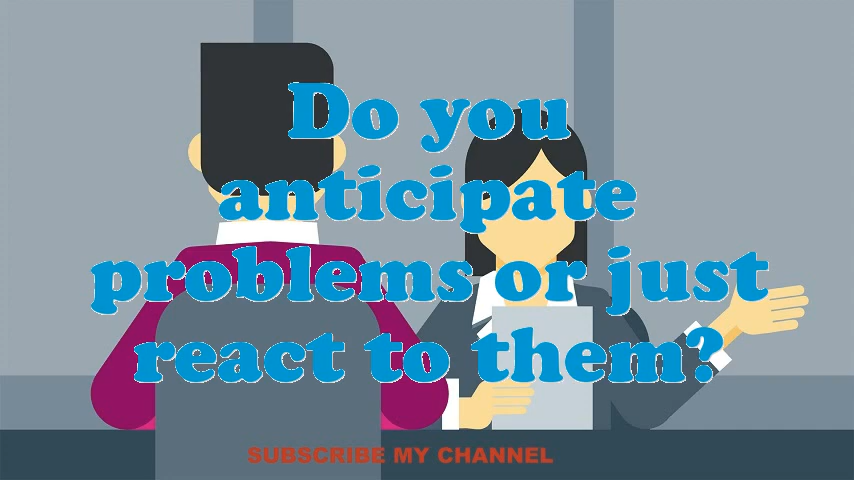 Do you
anticipate
problems or just
react to them?
SUBSCRIBE MY CHANNEL